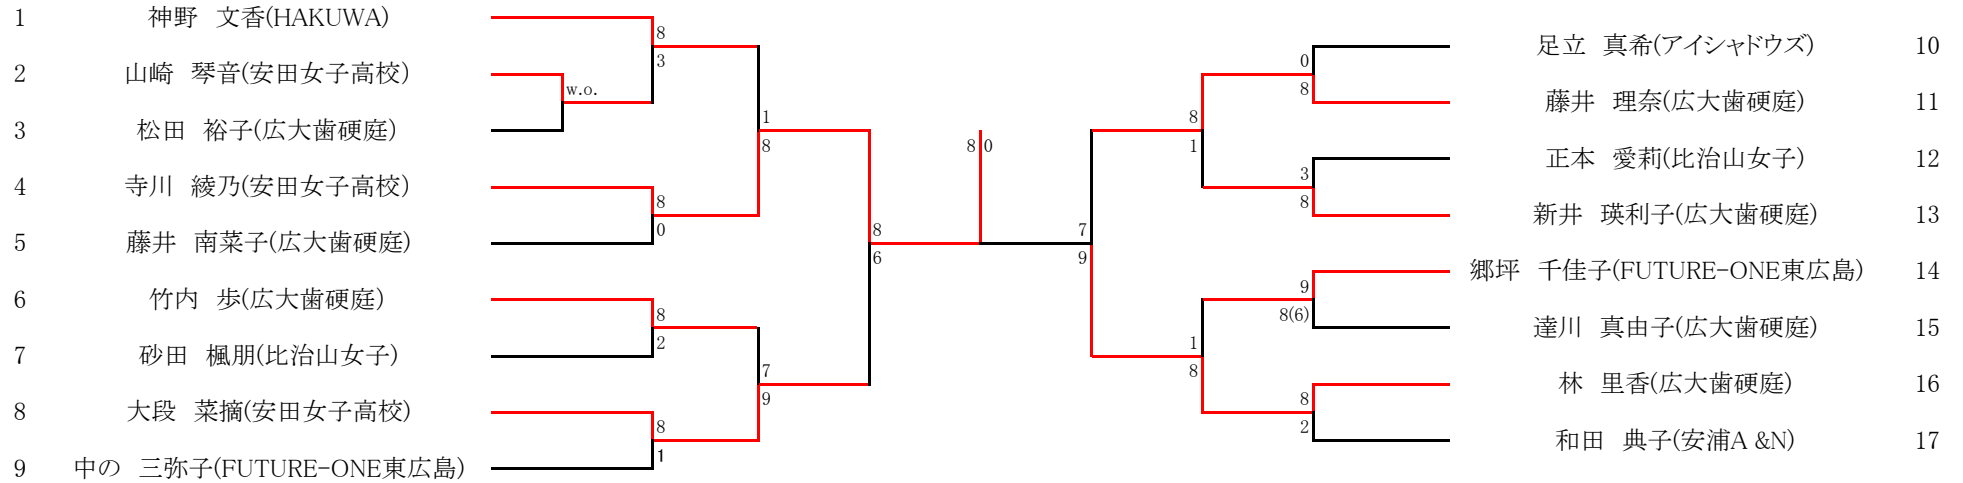 1 神野 文香(HAKUWA)
2 山崎 琴音(安田女子高校)
3 松田 裕子(広大歯硬庭)
4 寺川 綾乃(安田女子高校)
5 藤井 南菜子(広大歯硬庭)
6 竹内 歩(広大歯硬庭)
7 砂田 楓朋(比治山女子)
8 大段 菜摘(安田女子高校)
9 中の 三弥子(FUTURE-ONE東広島)
8
3
w.o.
8
0
8
2
8
1
1
8
7
9
8
6
8 0
7
9
8
1
1
8
0
8
3
8
9
8(6)
8
2
足立 真希(アイシャドウズ) 10
藤井 理奈(広大歯硬庭) 11
正本 愛莉(比治山女子) 12
新井 瑛利子(広大歯硬庭) 13
郷坪 千佳子(FUTURE-ONE東広島) 14
達川 真由子(広大歯硬庭) 15
林 里香(広大歯硬庭) 16
和田 典子(安浦A &N) 17